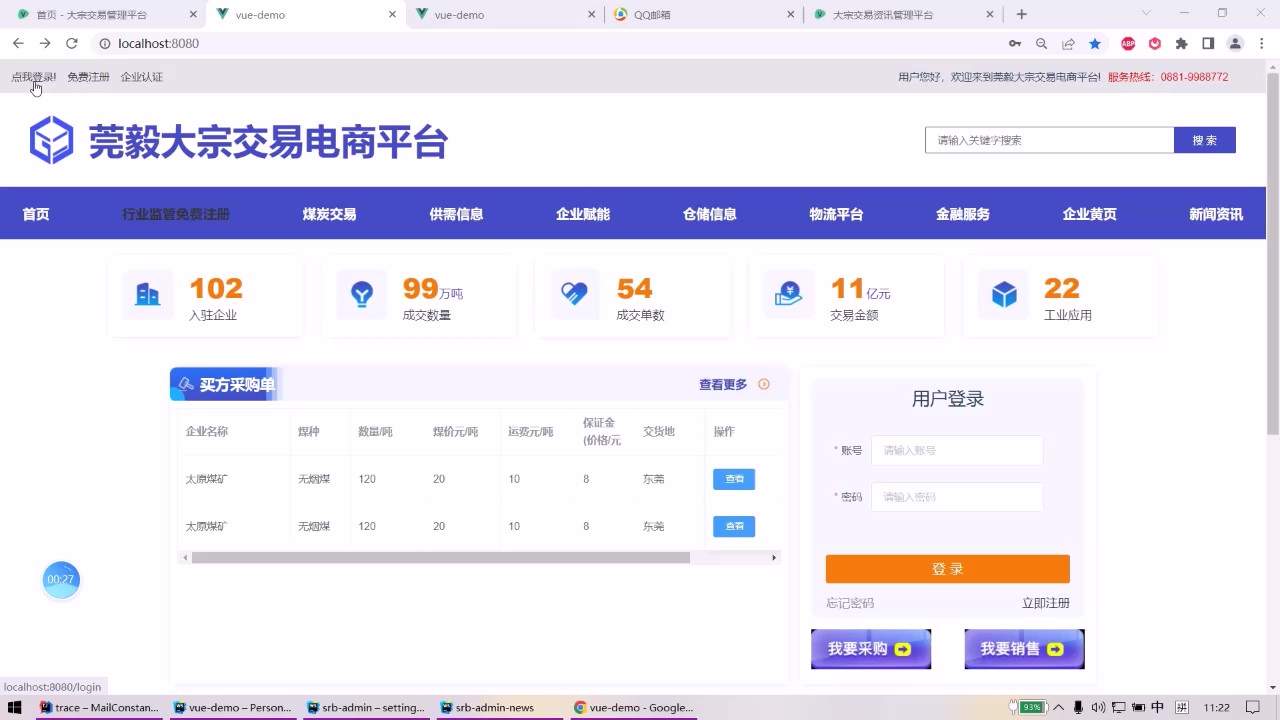 首页 - 大宗交易管理平台
vue-demo
vue-demo
QQ邮箱
大宗交易资讯管理平台
localhost:8080
ABP
点我登录! 免费注册 企业认证
用户您好，欢迎来到莞毅大宗交易电商平台! 服务热线：0881-9988772
莞毅大宗交易电商平台
请输入关键字搜索
搜 索
首页 行业监管免费注册 煤炭交易 供需信息 企业赋能 仓储信息 物流平台 金融服务 企业黄页 新闻资讯
102
入驻企业
99万吨
成交数量
54
成交单数
11亿元
交易金额
22
工业应用
买方采购单
查看更多
企业名称 煤种 数量/吨 煤价元/吨 运费元/吨 保证金(价格/元 交货地 操作
太原煤矿 无烟煤 120 20 10 8 东莞 查看
太原煤矿 无烟煤 120 20 10 8 东莞 查看
用户登录
* 账号 请输入账号
* 密码 请输入密码
登 录
忘记密码 立即注册
我要采购
我要销售
00:27
localhost:8080/login
trace – MailConstan...
vue-demo – Person...
srb-admin – setting...
srb-admin-news
vue-demo - Google...
93%
中
拼
11:22